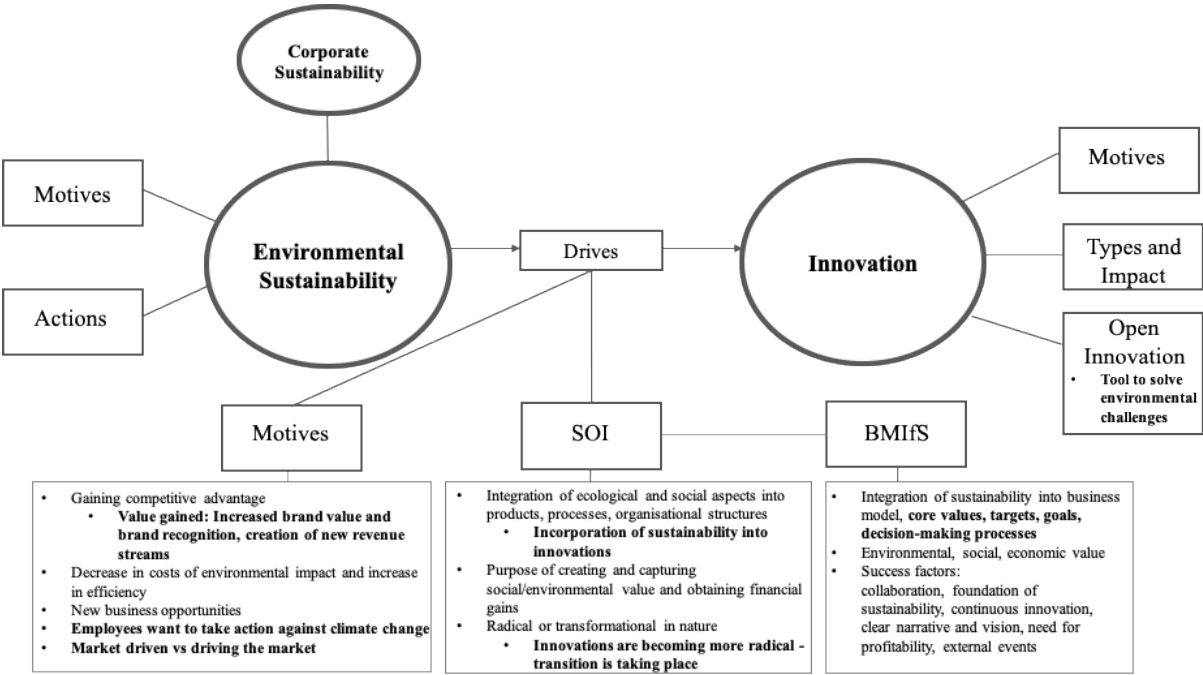 Corporate
Sustainability
Motives
Actions
Environmental
Sustainability
Drives
Innovation
Motives
Types and
Impact
Open
Innovation
• Tool to solve
environmental
challenges
Motives
SOI
BMIfS
• Gaining competitive advantage
• Value gained: Increased brand value and
brand recognition, creation of new revenue
streams
• Decrease in costs of environmental impact and increase
in efficiency
• New business opportunities
• Employees want to take action against climate change
• Market driven vs driving the market
• Integration of ecological and social aspects into
products, processes, organisational structures
• Incorporation of sustainability into
innovations
• Purpose of creating and capturing
social/environmental value and obtaining financial
gains
• Radical or transformational in nature
• Innovations are becoming more radical -
transition is taking place
• Integration of sustainability into business
model, core values, targets, goals,
decision-making processes
• Environmental, social, economic value
• Success factors:
collaboration, foundation of
sustainability, continuous innovation,
clear narrative and vision, need for
profitability, external events